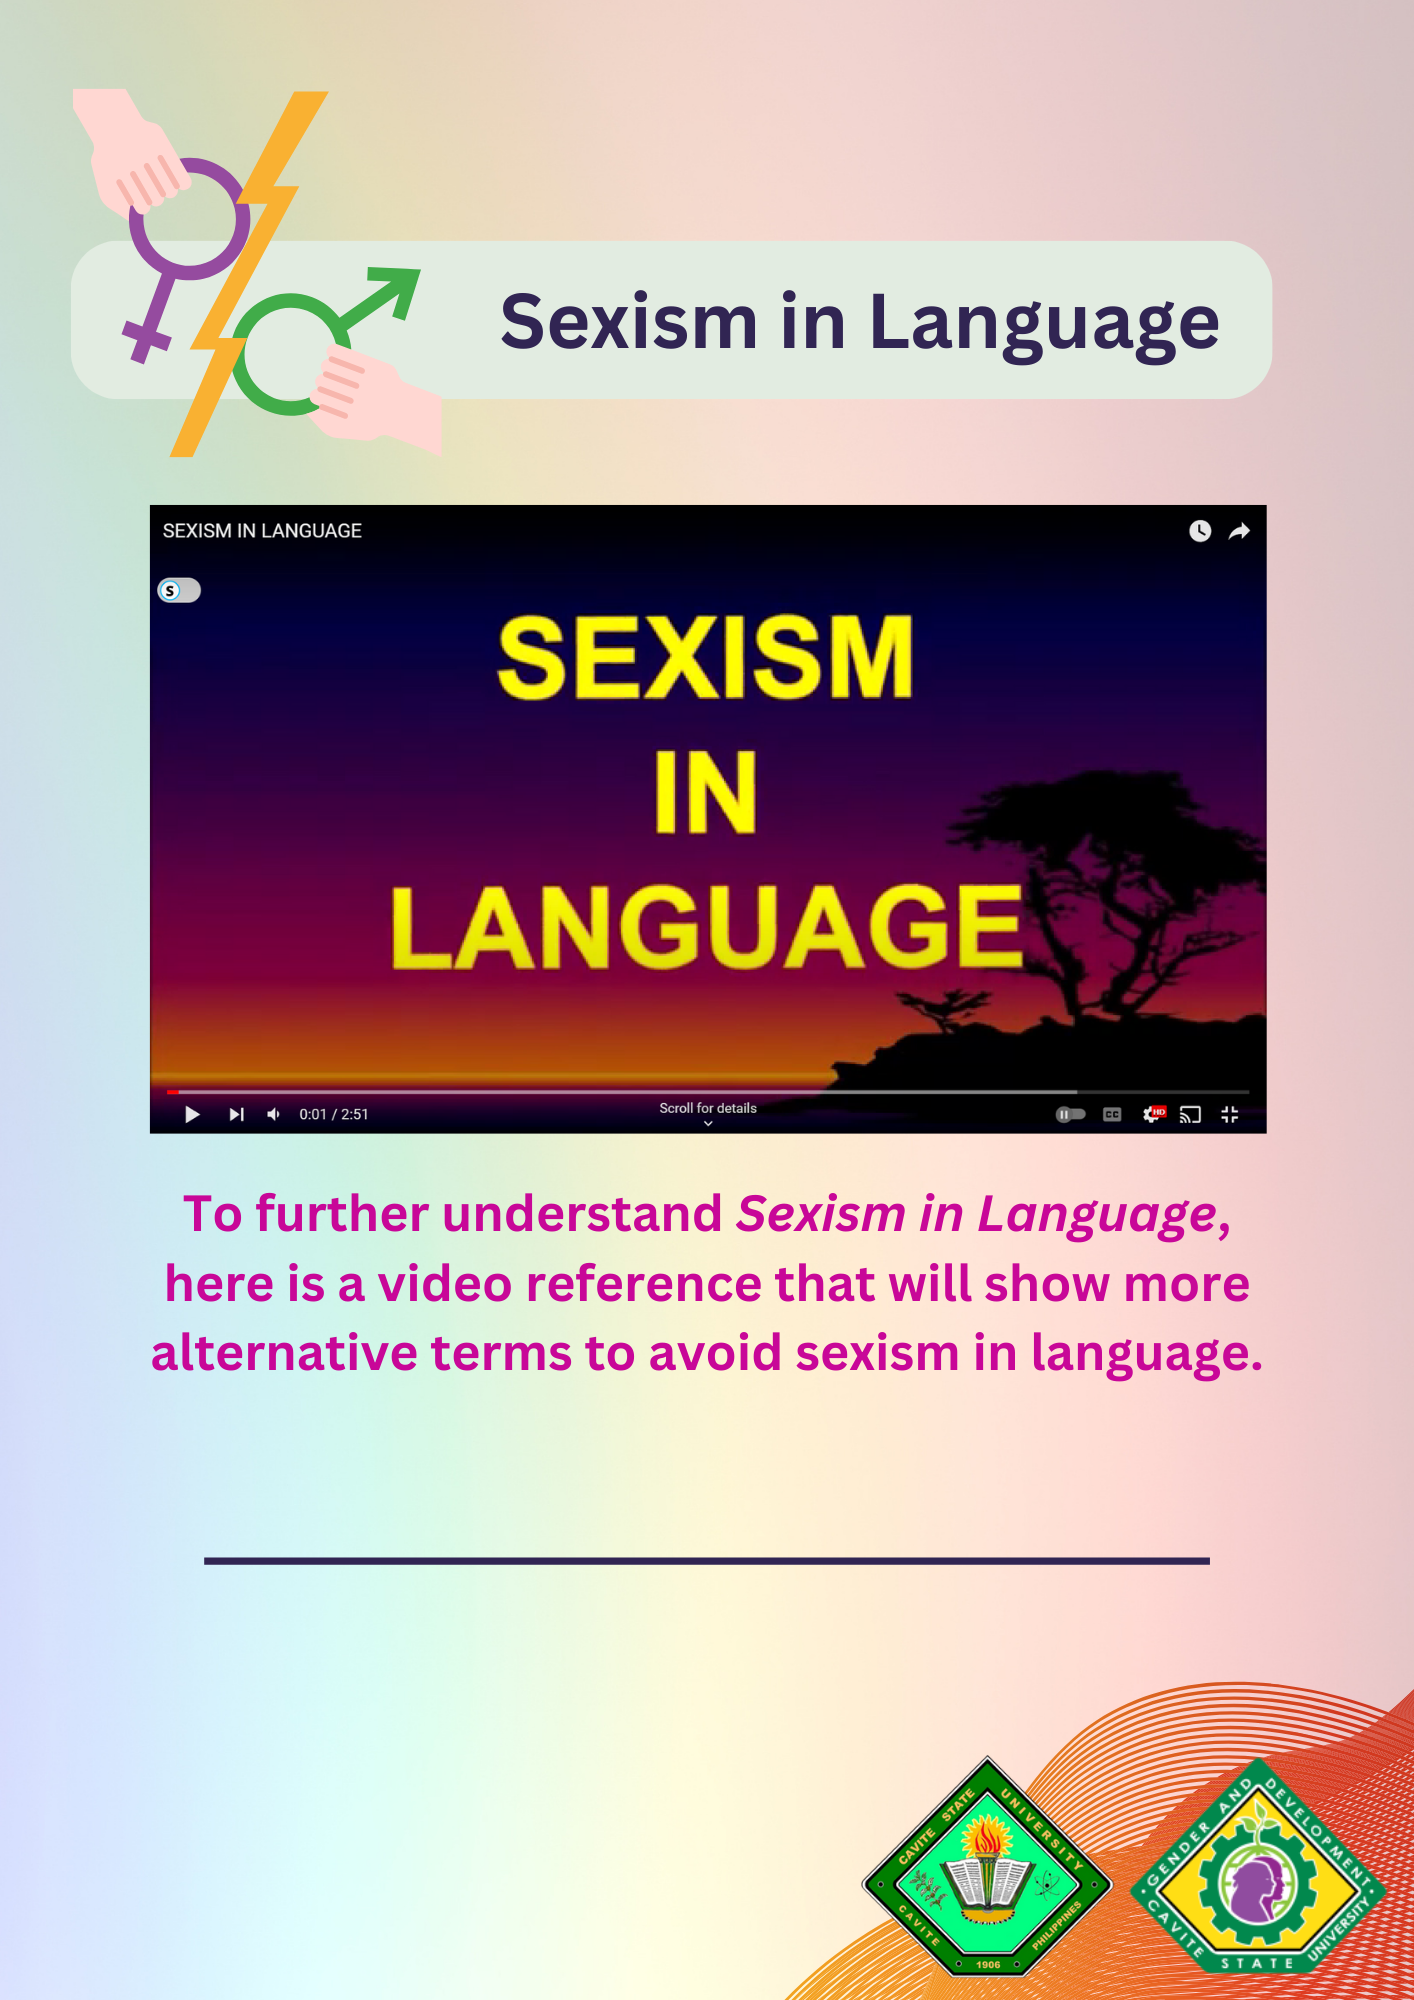 Sexism in Language
SEXISM IN LANGUAGE
S
SEXISM
IN
LANGUAGE
0:01 / 2:51
Scroll for details
CC
HD
To further understand Sexism in Language,
here is a video reference that will show more
alternative terms to avoid sexism in language.
CAVITE STATE UNIVERSITY
CAVITE
PHILIPPINES
1906
GENDER AND DEVELOPMENT
CAVITE STATE UNIVERSITY